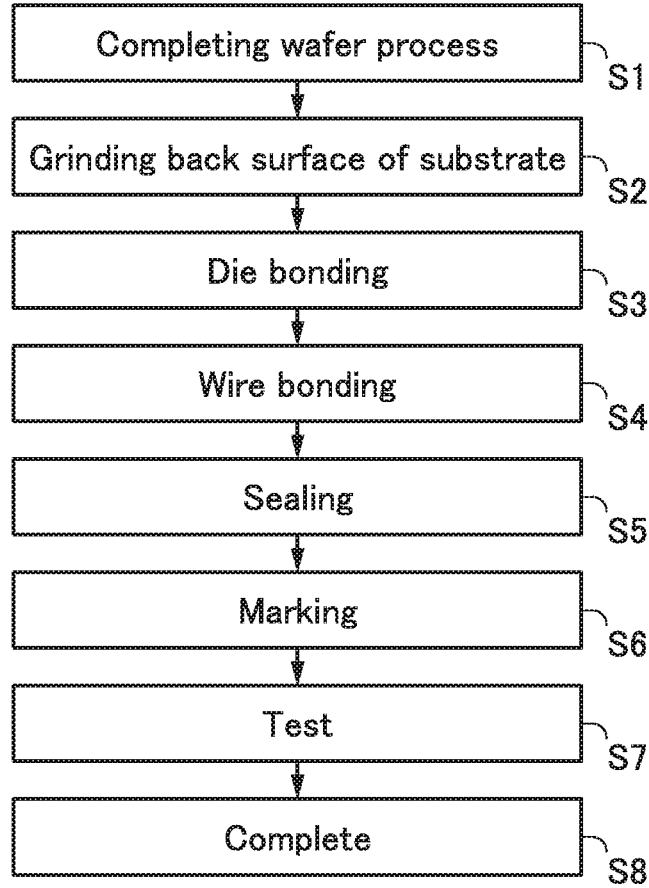 Completing wafer process
S1
Grinding back surface of substrate
S2
Die bonding
S3
Wire bonding
S4
Sealing
S5
Marking
S6
Test
S7
Complete
S8